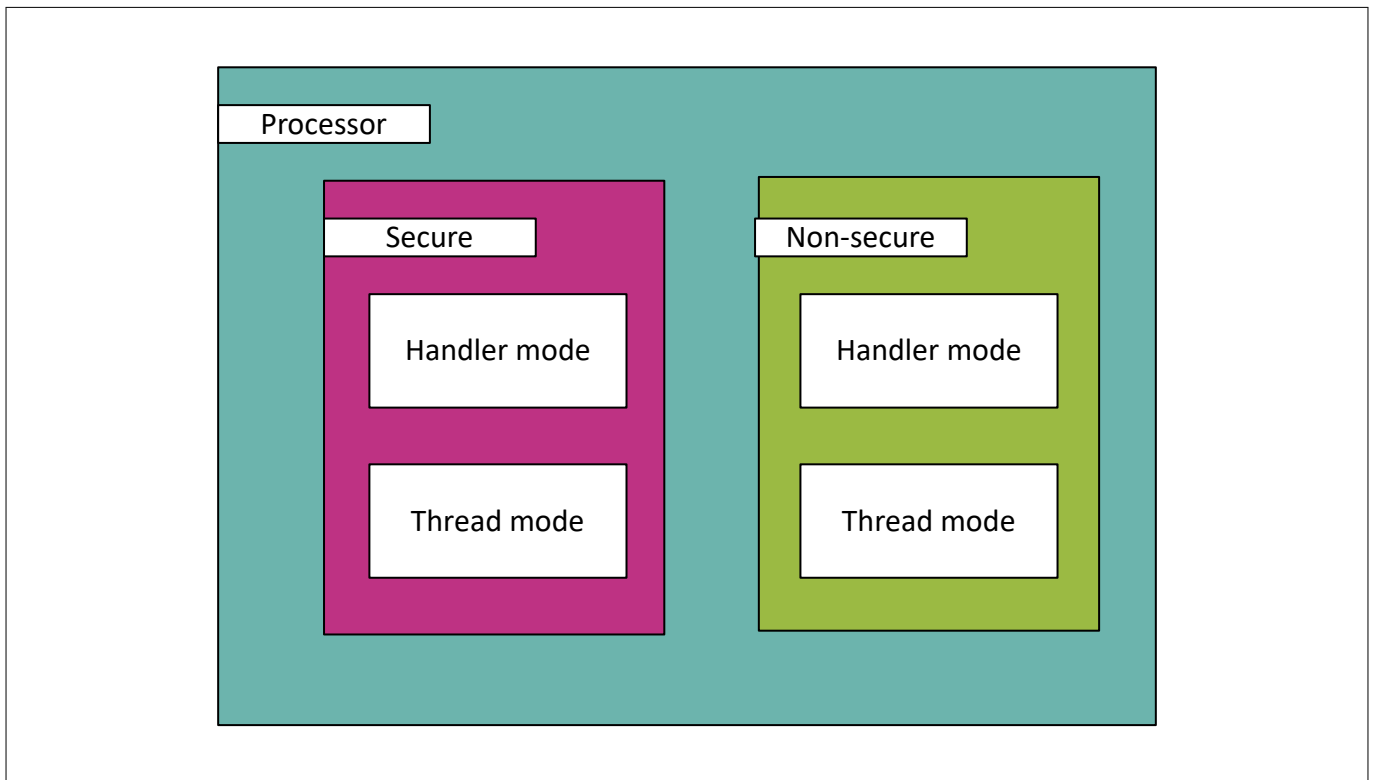 Processor
Secure
Handler mode
Thread mode
Non-secure
Handler mode
Thread mode